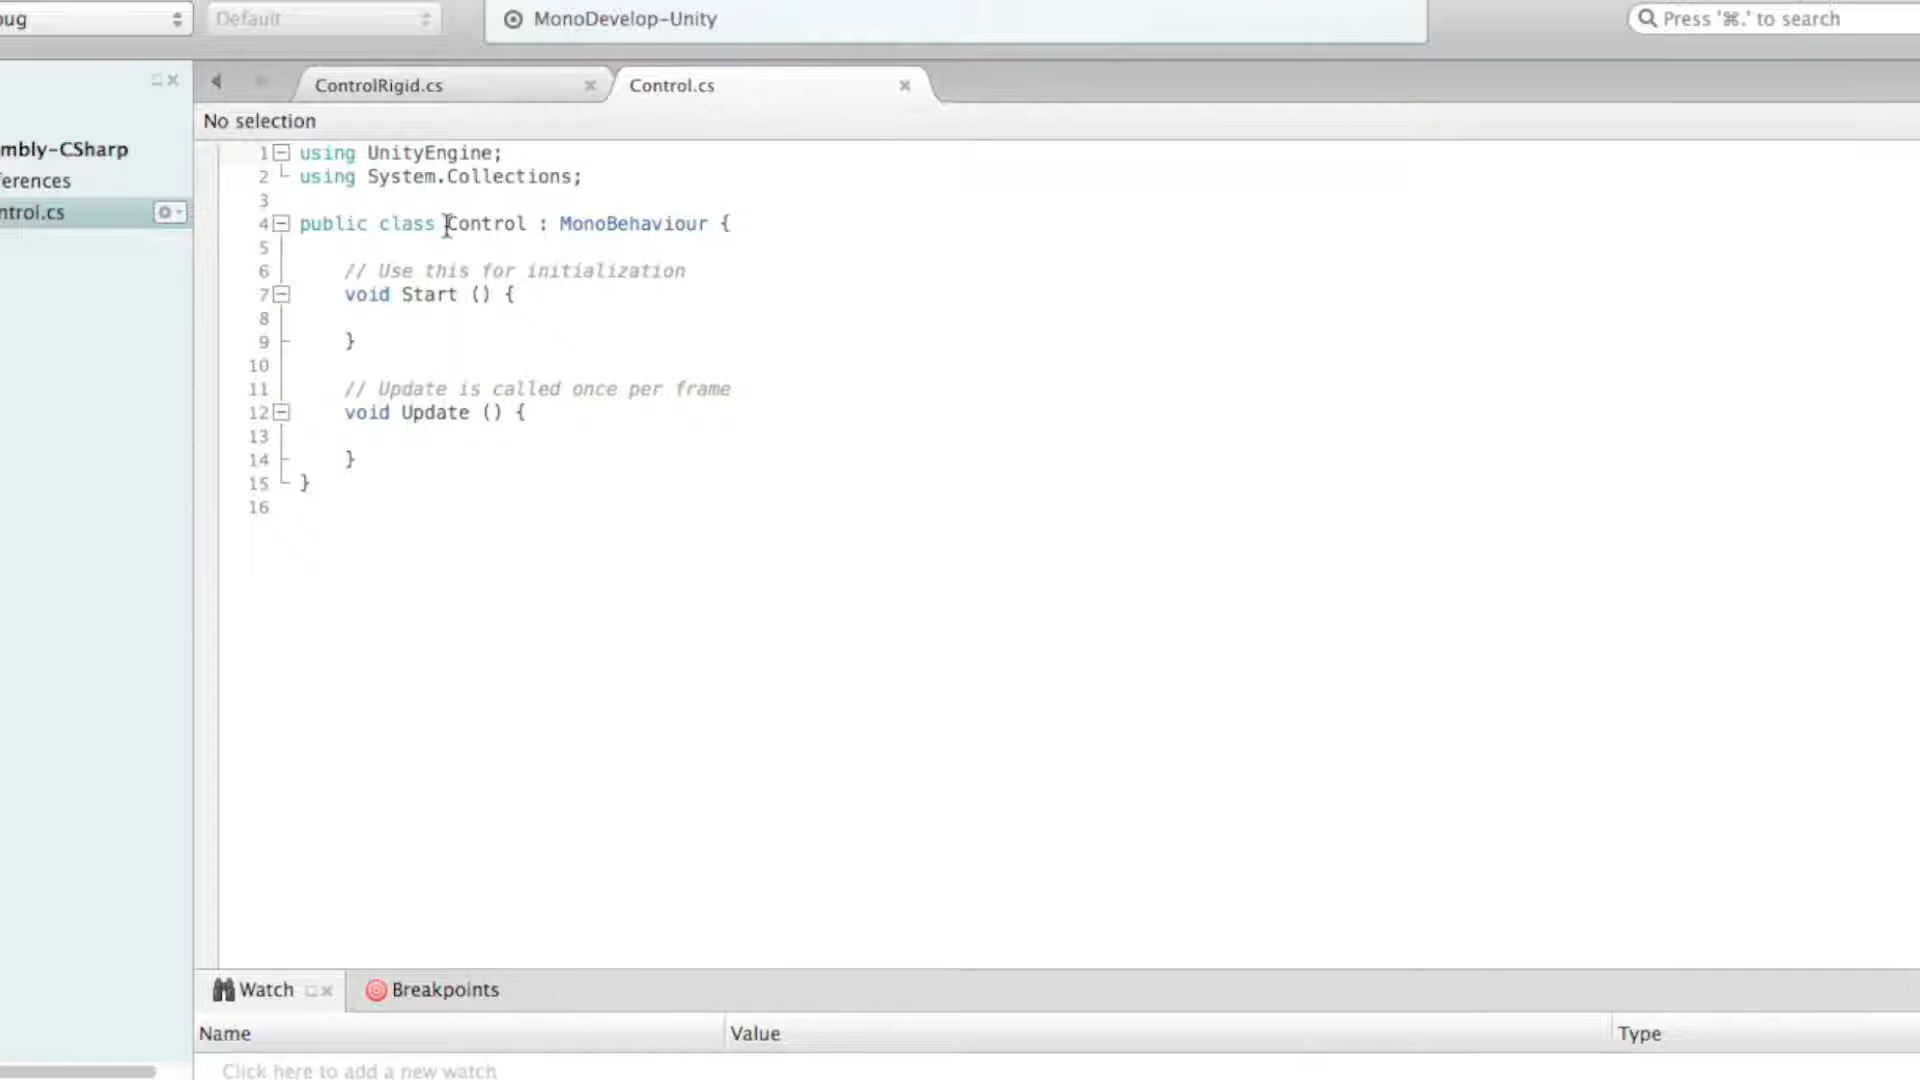 oug
Default
MonoDevelop-Unity
Press '⌘.' to search
ControlRigid.cs
Control.cs
No selection
mbly-CSharp
ferences
ntrol.cs
1 using UnityEngine;
2 using System.Collections;
3
4 public class Control : MonoBehaviour {
5
6 // Use this for initialization
7 void Start () {
8
9 }
10
11 // Update is called once per frame
12 void Update () {
13
14 }
15 }
16
Watch
Breakpoints
Name
Value
Type
Click here to add a new watch